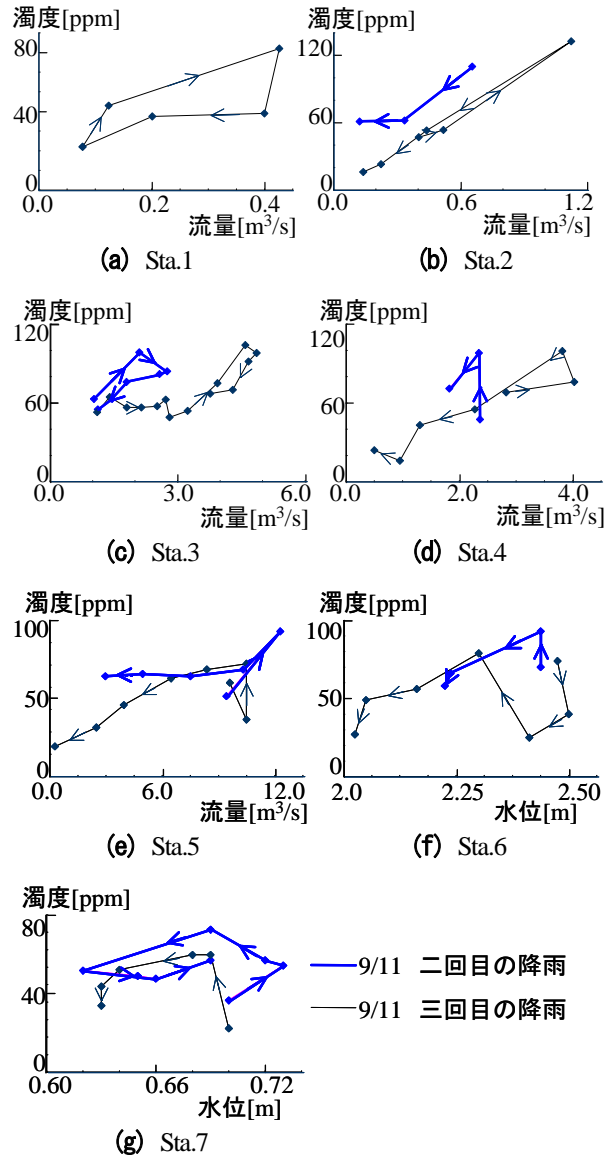 濁度[ppm]
80
40
0
0.0 0.2 0.4
流量[m³/s]
(a) Sta.1
濁度[ppm]
120
60
0
0.0 0.6 1.2
流量[m³/s]
(b) Sta.2
濁度[ppm]
120
60
0
0.0 3.0 6.0
流量[m³/s]
(c) Sta.3
濁度[ppm]
120
60
0
0.0 2.0 4.0
流量[m³/s]
(d) Sta.4
濁度[ppm]
100
50
0
0.0 6.0 12.0
流量[m³/s]
(e) Sta.5
濁度[ppm]
100
50
0
2.0 2.25 2.50
水位[m]
(f) Sta.6
濁度[ppm]
80
40
0
0.60 0.66 0.72
水位[m]
(g) Sta.7
9/11 二回目の降雨
9/11 三回目の降雨